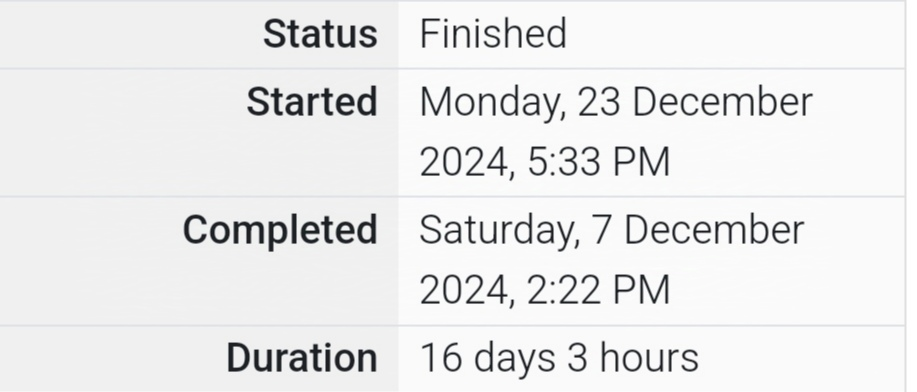 Status Finished
Started Monday, 23 December
2024, 5:33 PM
Completed Saturday, 7 December
2024, 2:22 PM
Duration 16 days 3 hours